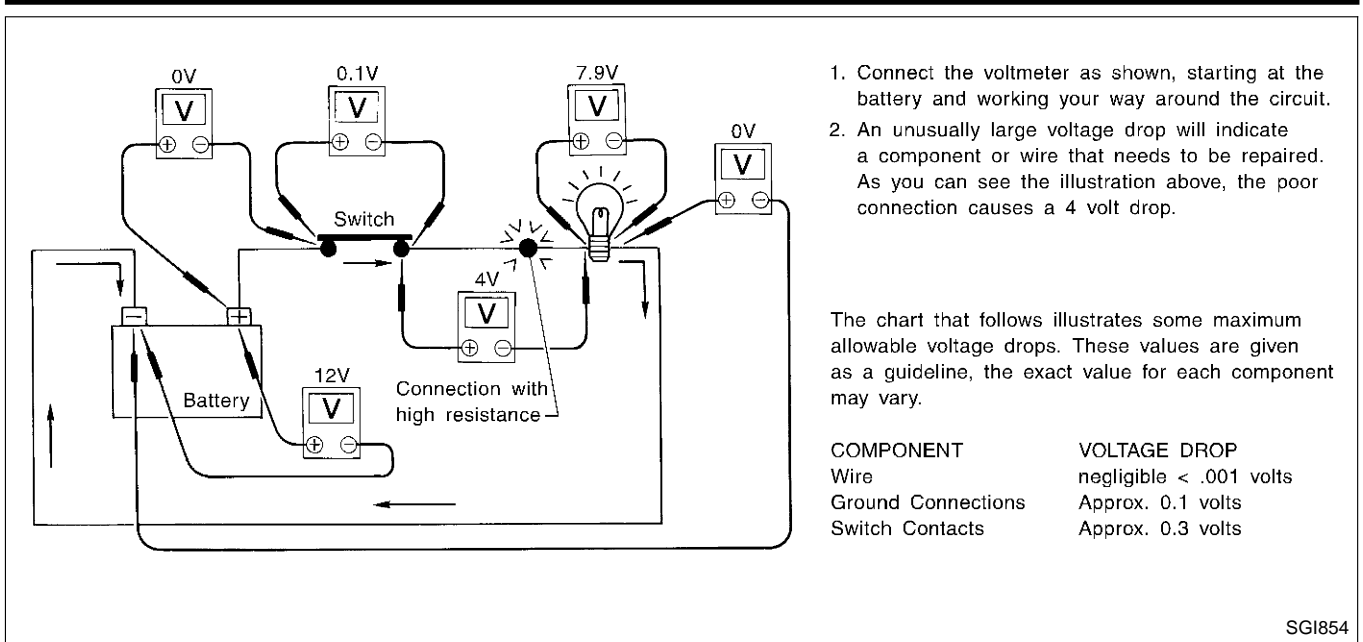 0V
0.1V
7.9V
0V
V
V
V
V
+ −
+ −
+ −
+ −
Switch
4V
V
+ −
− +
Battery
12V
V
+ −
Connection with
high resistance
1. Connect the voltmeter as shown, starting at the
battery and working your way around the circuit.
2. An unusually large voltage drop will indicate
a component or wire that needs to be repaired.
As you can see the illustration above, the poor
connection causes a 4 volt drop.
The chart that follows illustrates some maximum
allowable voltage drops. These values are given
as a guideline, the exact value for each component
may vary.
COMPONENT VOLTAGE DROP
Wire negligible < .001 volts
Ground Connections Approx. 0.1 volts
Switch Contacts Approx. 0.3 volts
SGI854